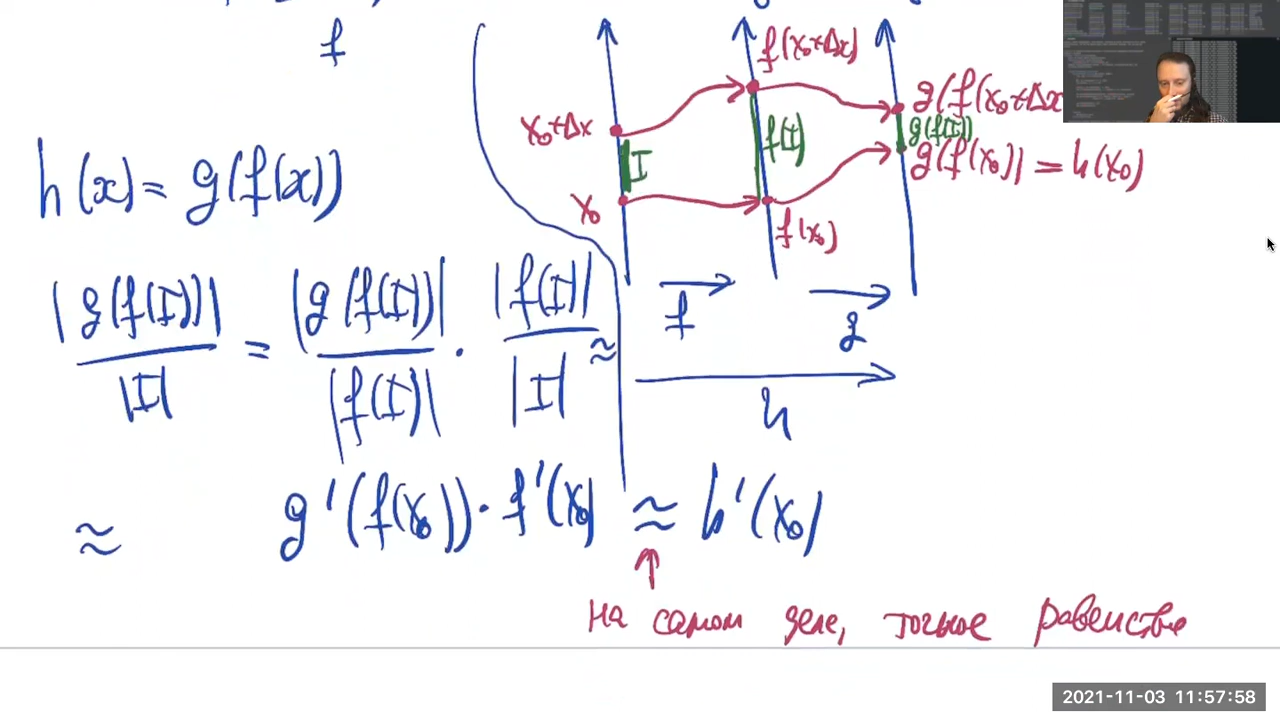 f
f(x₀+Δx)
x₀+Δx
I
f(I)
g(f(x₀+Δx
g(f(I))
g(f(x₀)) = h(x₀)
h(x) = g(f(x))
x₀
f(x₀)
|g(f(I))| / |I| = |g(f(I))| / |f(I)| · |f(I)| / |I| ≈
f
g
h
≈ g'(f(x₀)) · f'(x₀) ≈ h'(x₀)
на самом деле, точное равенство
2021-11-03 11:57:58